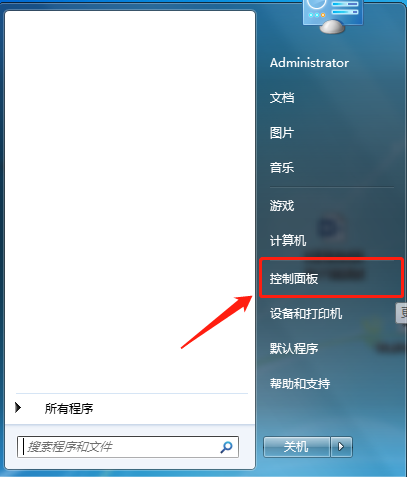 Administrator
文档
图片
音乐
游戏
计算机
控制面板
设备和打印机
默认程序
帮助和支持
所有程序
搜索程序和文件
关机